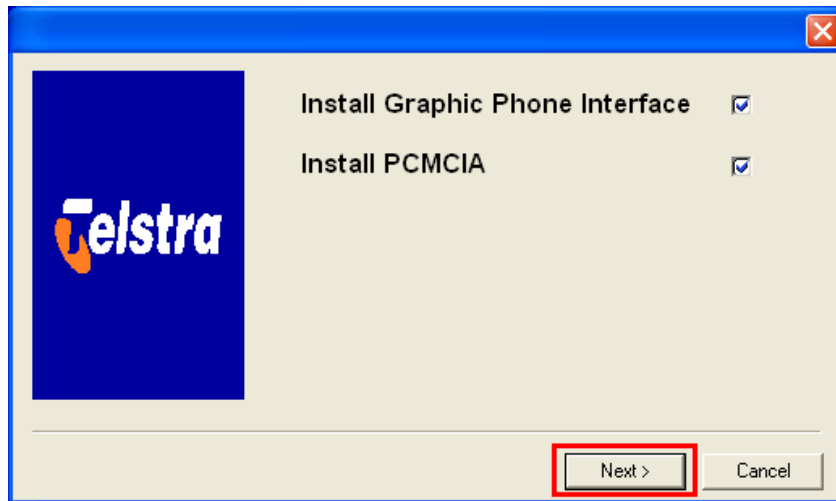 Install Graphic Phone Interface
Install PCMCIA
Telstra
Next >
Cancel